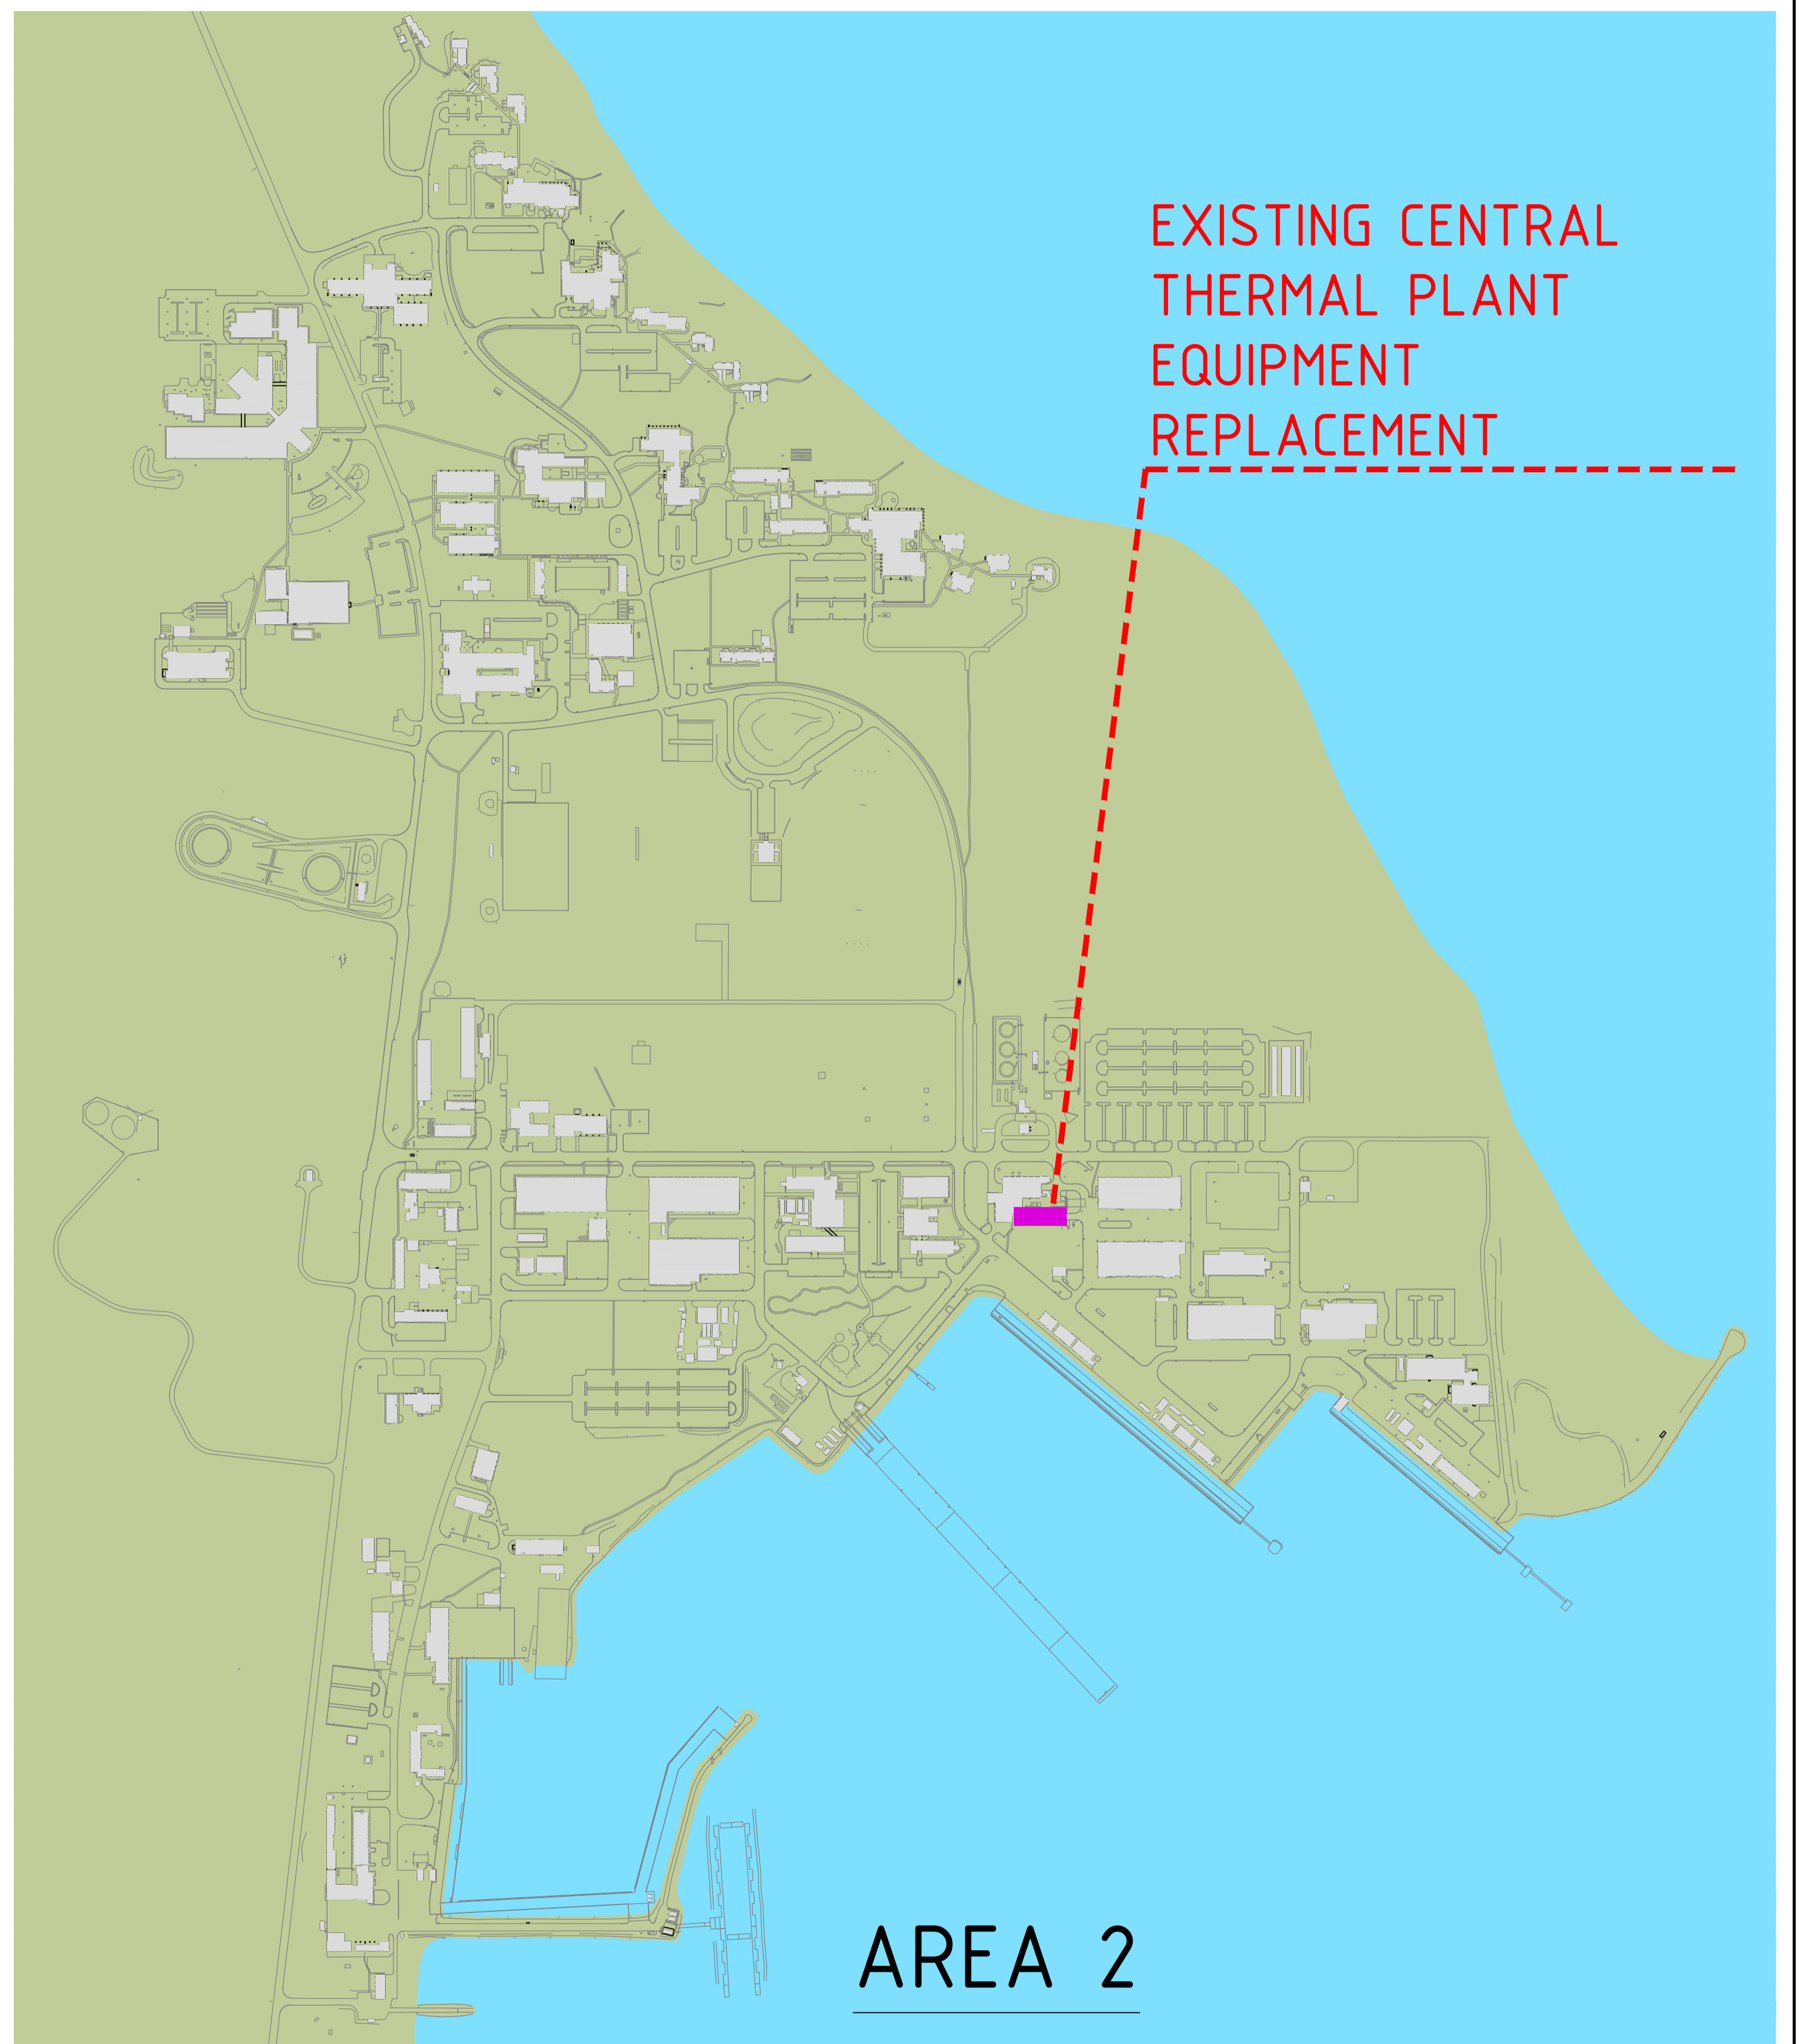 EXISTING CENTRAL
THERMAL PLANT
EQUIPMENT
REPLACEMENT
AREA 2